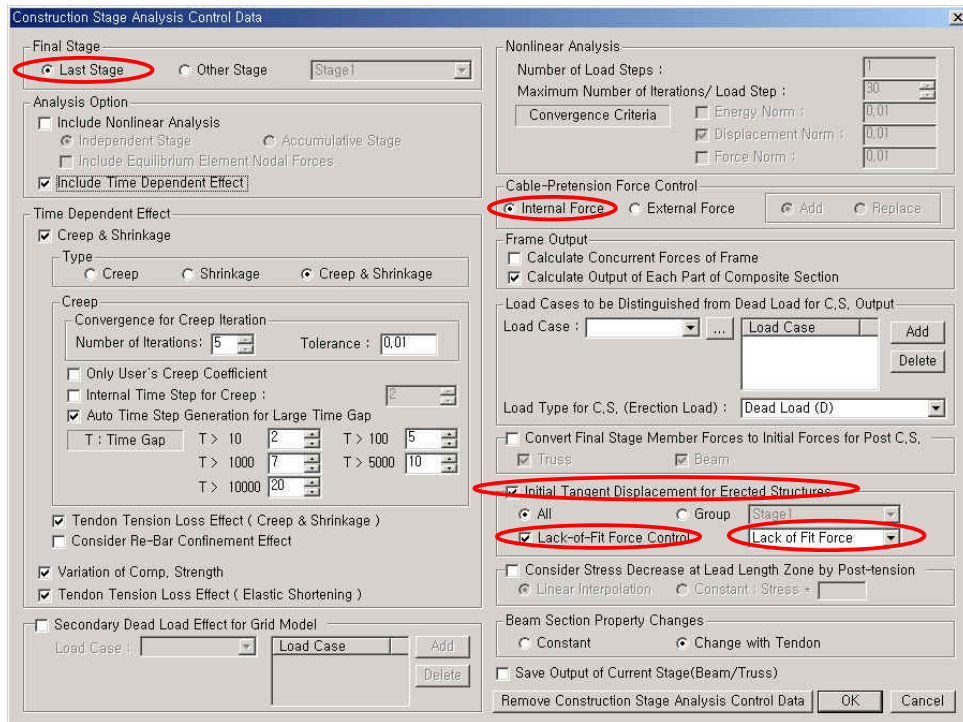 Construction Stage Analysis Control Data
Final Stage
Last Stage
Other Stage
Stage1
Analysis Option
Include Nonlinear Analysis
Independent Stage
Accumulative Stage
Include Equilibrium Element Nodal Forces
Include Time Dependent Effect
Time Dependent Effect
Creep & Shrinkage
Type
Creep
Shrinkage
Creep & Shrinkage
Creep
Convergence for Creep Iteration
Number of Iterations: 5
Tolerance : 0,01
Only User's Creep Coefficient
Internal Time Step for Creep : 2
Auto Time Step Generation for Large Time Gap
T : Time Gap
T > 10 2
T > 100 5
T > 1000 7
T > 5000 10
T > 10000 20
Tendon Tension Loss Effect ( Creep & Shrinkage )
Consider Re-Bar Confinement Effect
Variation of Comp, Strength
Tendon Tension Loss Effect ( Elastic Shortening )
Secondary Dead Load Effect for Grid Model
Load Case :
Load Case
Add
Delete
Nonlinear Analysis
Number of Load Steps : 1
Maximum Number of Iterations/ Load Step : 30
Convergence Criteria
Energy Norm : 0,01
Displacement Norm : 0,01
Force Norm : 0,01
Cable-Pretension Force Control
Internal Force
External Force
Add
Replace
Frame Output
Calculate Concurrent Forces of Frame
Calculate Output of Each Part of Composite Section
Load Cases to be Distinguished from Dead Load for C,S, Output
Load Case :
...
Load Case
Add
Delete
Load Type for C,S, (Erection Load) : Dead Load (D)
Convert Final Stage Member Forces to Initial Forces for Post C,S,
Truss
Beam
Initial Tangent Displacement for Erected Structures
All
Group
Stage1
Lack-of-Fit Force Control
Lack of Fit Force
Consider Stress Decrease at Lead Length Zone by Post-tension
Linear Interpolation
Constant : Stress *
Beam Section Property Changes
Constant
Change with Tendon
Save Output of Current Stage(Beam/Truss)
Remove Construction Stage Analysis Control Data
OK
Cancel